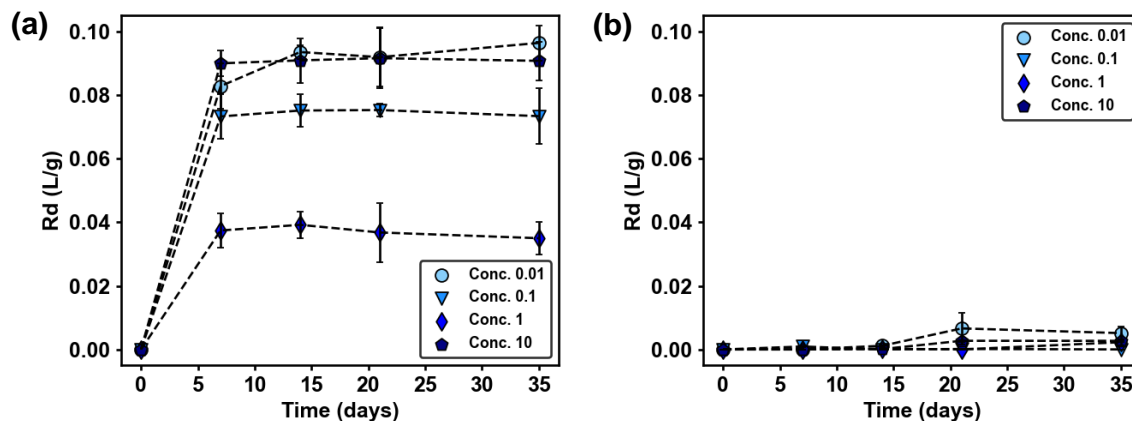 (a)
Rd (L/g)
0.10
0.08
0.06
0.04
0.02
0.00
0 5 10 15 20 25 30 35
Time (days)
Conc. 0.01
Conc. 0.1
Conc. 1
Conc. 10
(b)
Rd (L/g)
0.10
0.08
0.06
0.04
0.02
0.00
0 5 10 15 20 25 30 35
Time (days)
Conc. 0.01
Conc. 0.1
Conc. 1
Conc. 10